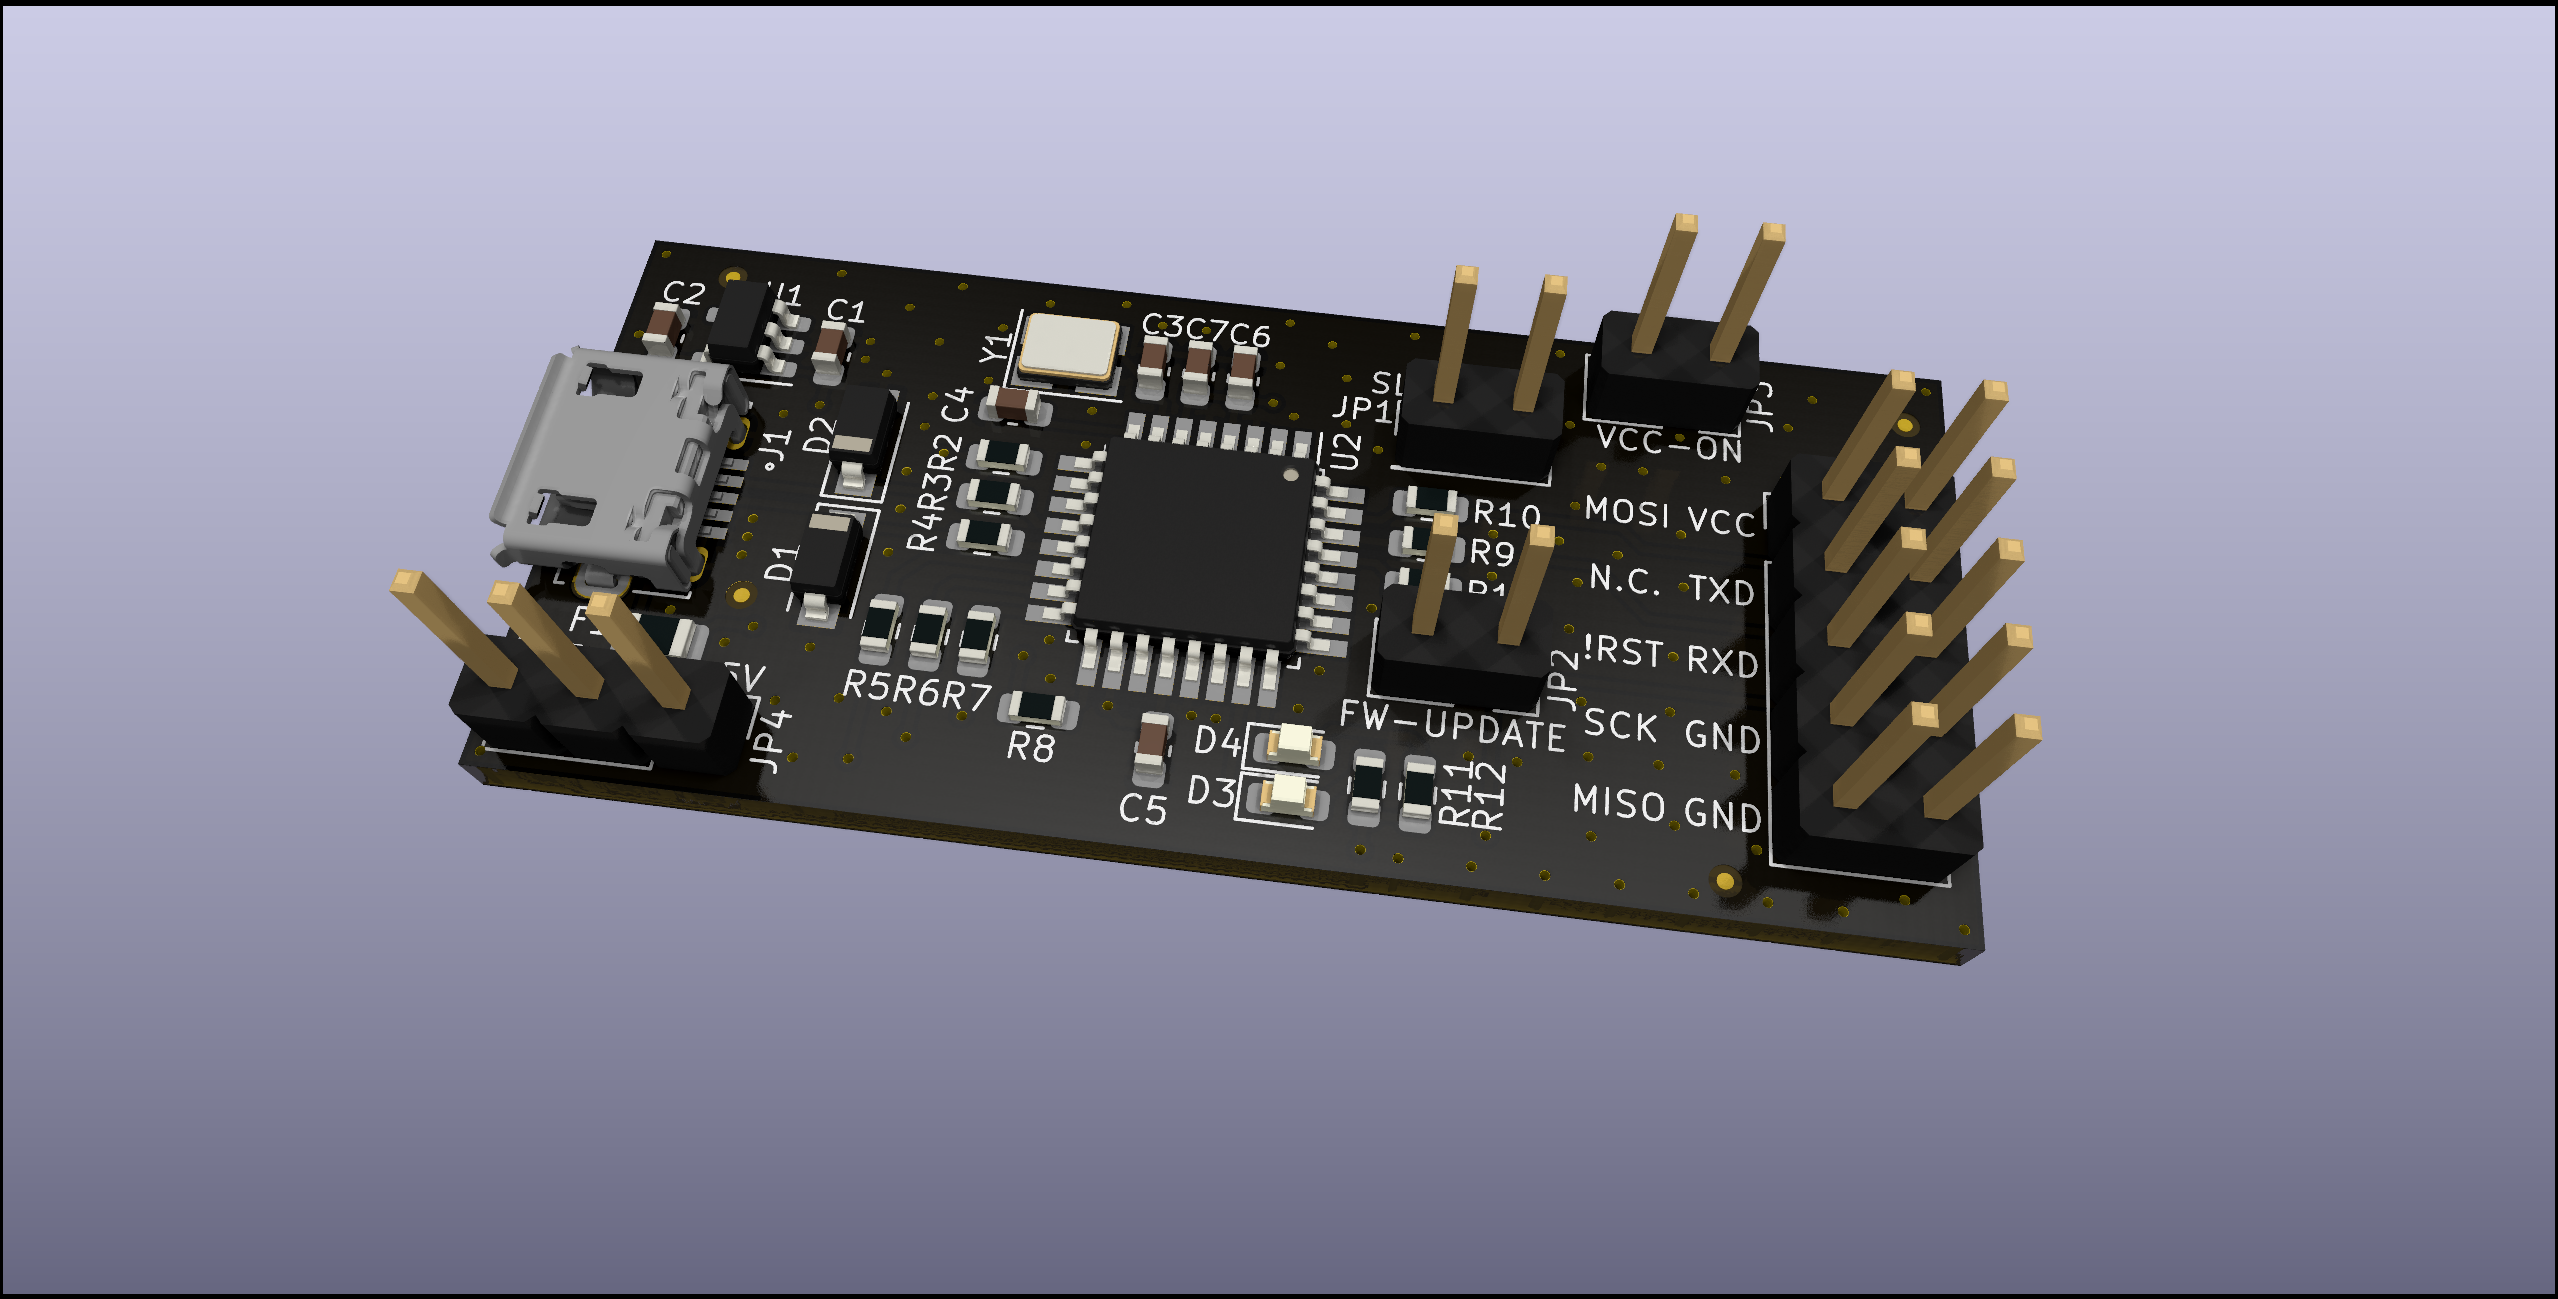 C2
C1
Y1
C3C7C6
C4
D2
J1
R4R3R2
U2
JP1
JP3
VCC-ON
D1
R10
R9
MOSI VCC
N.C. TXD
!RST RXD
SCK GND
MISO GND
JP2
FW-UPDATE
R5R6R7
R8
JP4
C5
D4
D3
R11
R12